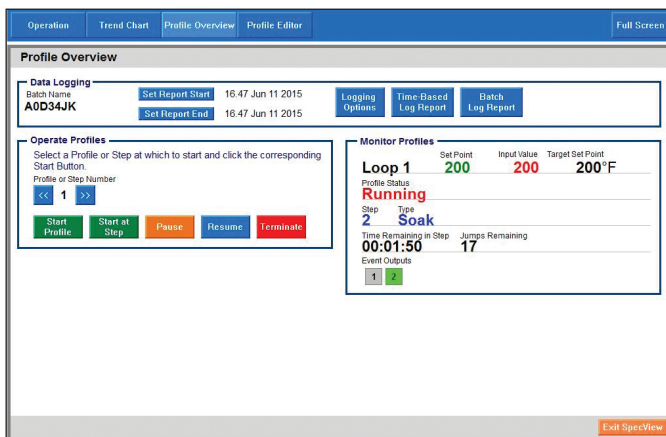 Operation Trend Chart Profile Overview Profile Editor Full Screen
Profile Overview
Data Logging
Batch Name
A0D34JK
Set Report Start 16.47 Jun 11 2015
Set Report End 16.47 Jun 11 2015
Logging Options
Time-Based Log Report
Batch Log Report
Operate Profiles
Select a Profile or Step at which to start and click the corresponding
Start Button.
Profile or Step Number
<< 1 >>
Start Profile
Start at Step
Pause
Resume
Terminate
Monitor Profiles
Set Point Input Value Target Set Point
Loop 1 200 200 200°F
Profile Status
Running
Step Type
2 Soak
Time Remaining in Step Jumps Remaining
00:01:50 17
Event Outputs
1 2
Exit SpecView